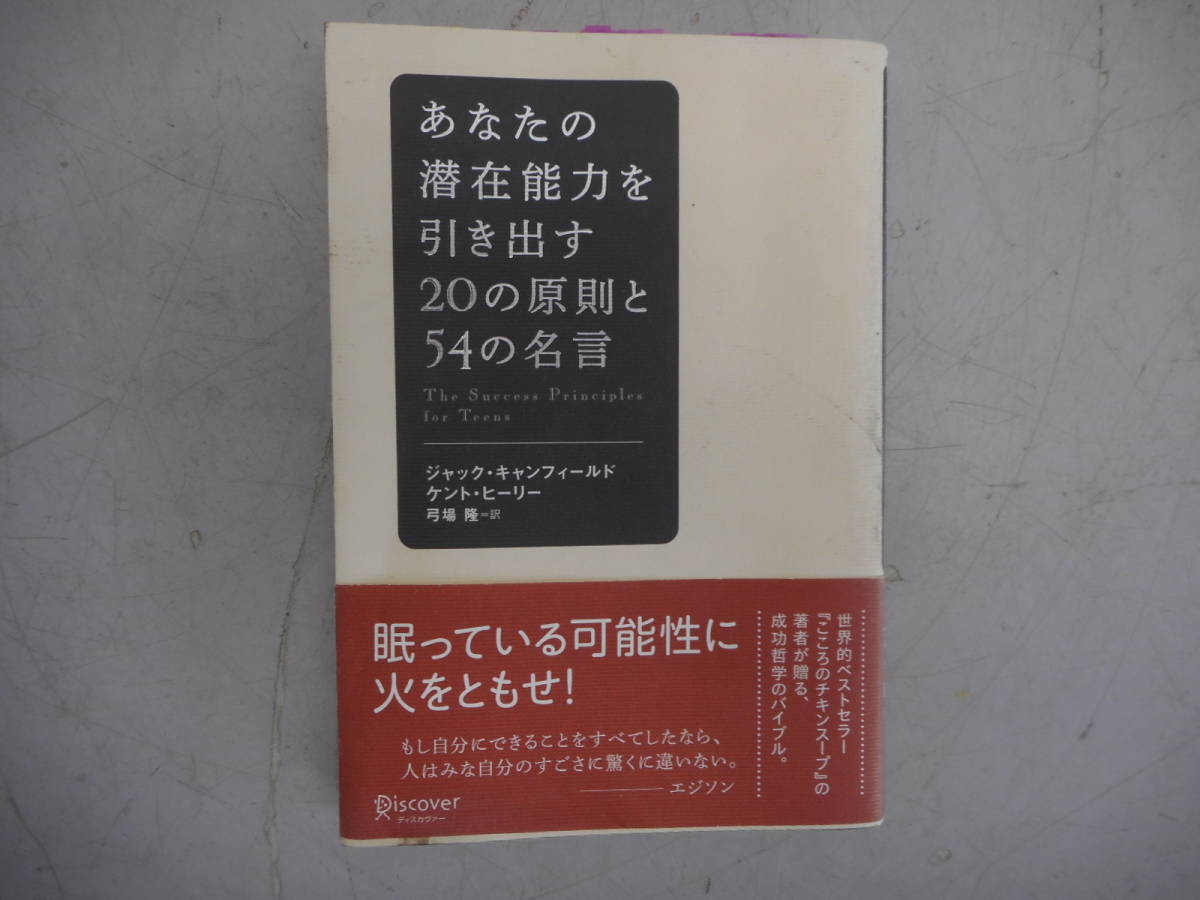 あなたの
潜在能力を
引き出す
20の原則と
54の名言
The Success Principles
for Teens
ジャック・キャンフィールド
ケント・ヒーリー
弓場 隆=訳
眠っている可能性に
火をともせ!
もし自分にできることをすべてしたなら、
人はみな自分のすごさに驚くに違いない。
エジソン
世界的ベストセラー
『こころのチキンスープ』の
著者が贈る、
成功哲学のバイブル。
Discover
ディスカヴァー